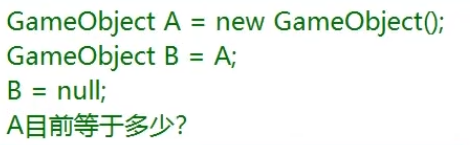 GameObject A = new GameObject();
GameObject B = A;
B = null;
A目前等于多少？